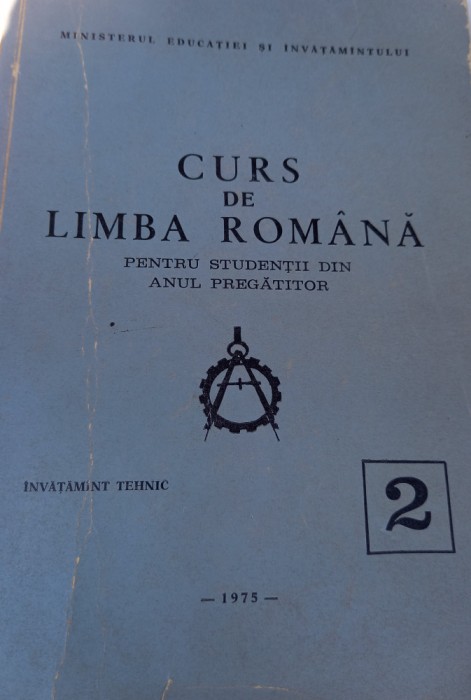 MINISTERUL EDUCAȚIEI ȘI ÎNVĂȚĂMÎNTULUI
CURS
DE
LIMBA ROMÂNĂ
PENTRU STUDENȚII DIN
ANUL PREGĂTITOR
ÎNVĂȚĂMÎNT TEHNIC
2
— 1975 —